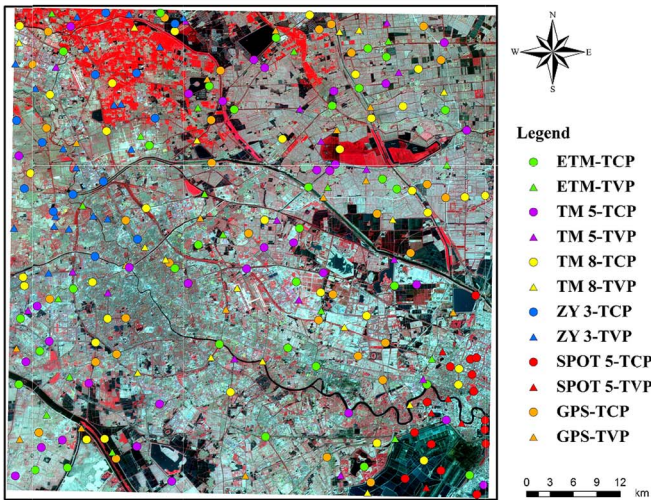 N
W E
S
Legend
ETM-TCP
ETM-TVP
TM 5-TCP
TM 5-TVP
TM 8-TCP
TM 8-TVP
ZY 3-TCP
ZY 3-TVP
SPOT 5-TCP
SPOT 5-TVP
GPS-TCP
GPS-TVP
0 3 6 9 12
km